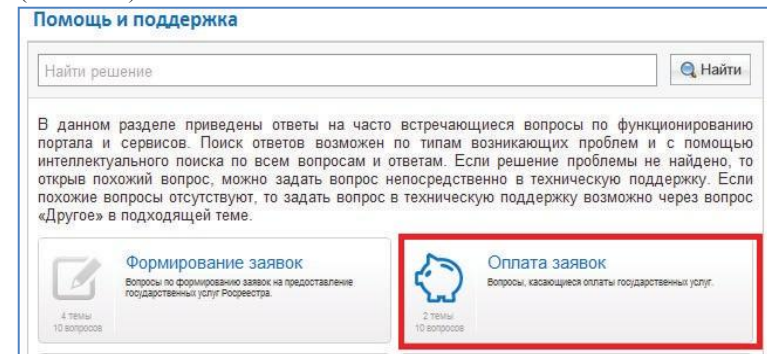 Помощь и поддержка
Найти решение
Найти
В данном разделе приведены ответы на часто встречающиеся вопросы по функционированию
портала и сервисов. Поиск ответов возможен по типам возникающих проблем и с помощью
интеллектуального поиска по всем вопросам и ответам. Если решение проблемы не найдено, то
открыв похожий вопрос, можно задать вопрос непосредственно в техническую поддержку. Если
похожие вопросы отсутствуют, то задать вопрос в техническую поддержку возможно через вопрос
«Другое» в подходящей теме.
Формирование заявок
Вопросы по формированию заявок на предоставление
государственных услуг Росреестра.
4 темы
10 вопросов
Оплата заявок
Вопросы, касающиеся оплаты государственных услуг.
2 темы
10 вопросов